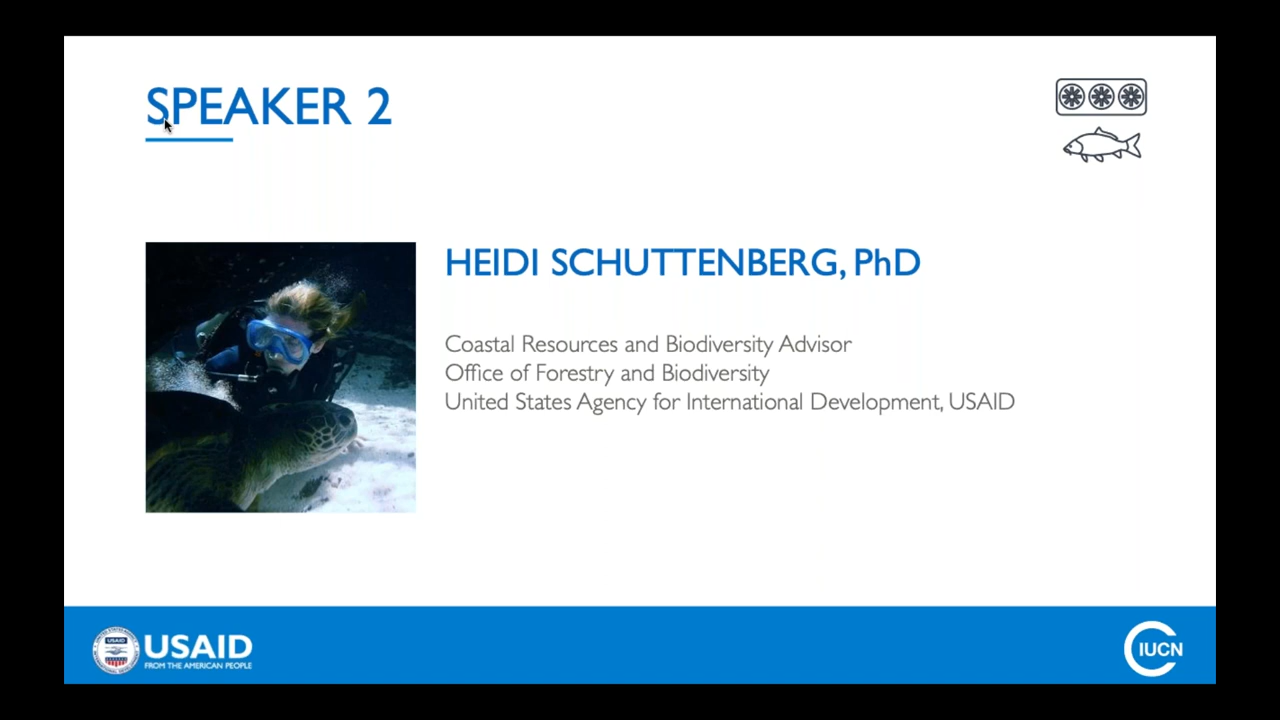 SPEAKER 2
HEIDI SCHUTTENBERG, PhD
Coastal Resources and Biodiversity Advisor
Office of Forestry and Biodiversity
United States Agency for International Development, USAID
USAID
USAID
FROM THE AMERICAN PEOPLE
IUCN